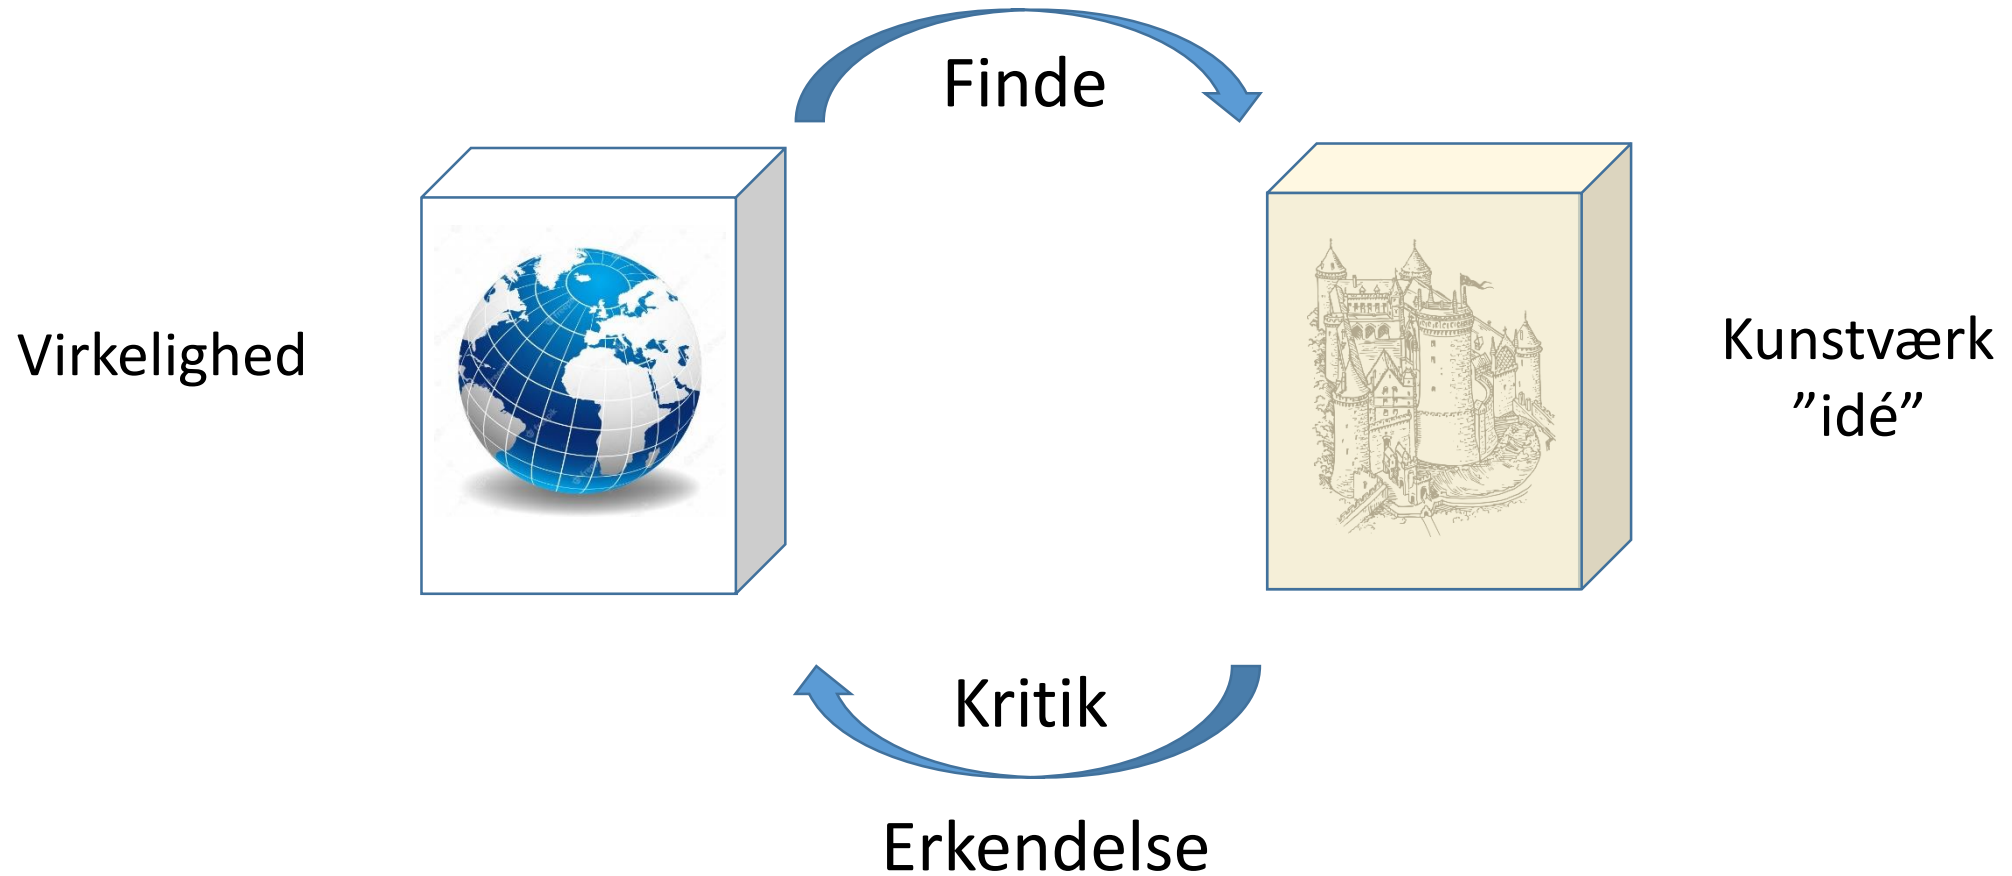 Finde
Virkelighed
Kunstværk
”idé”
Kritik
Erkendelse